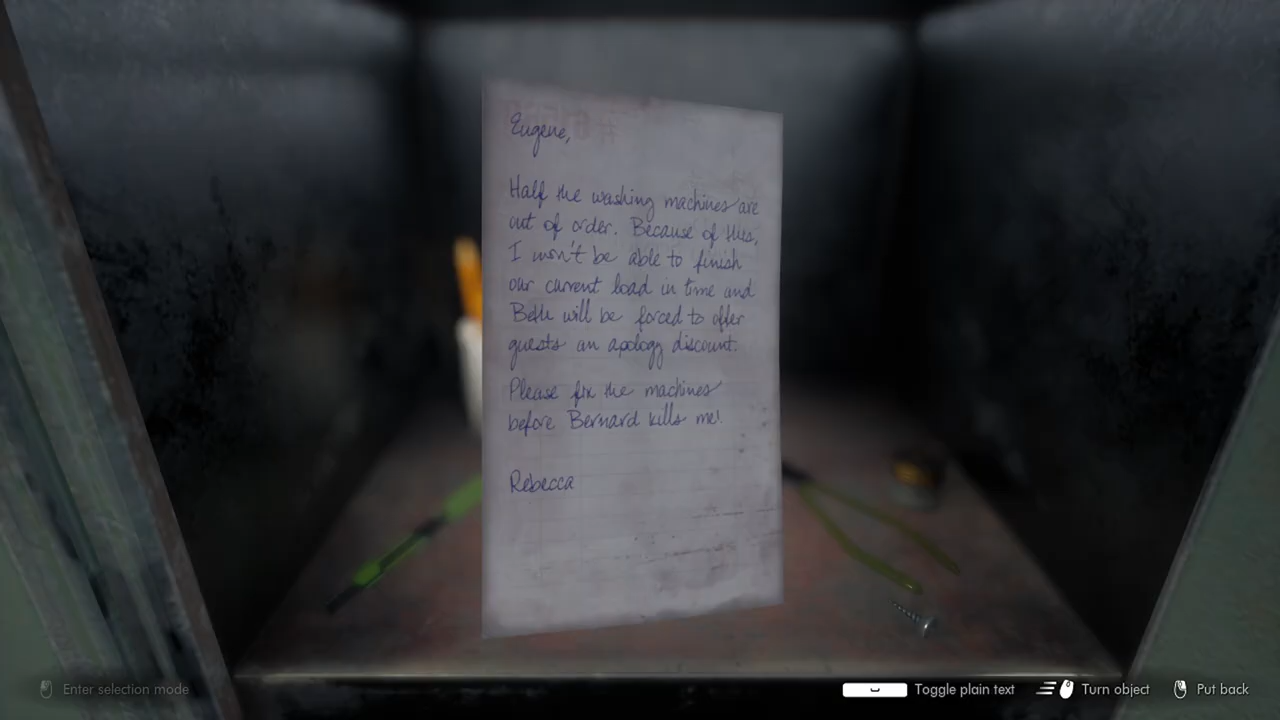 Eugene,
Half the washing machines are
out of order. Because of this,
I won't be able to finish
our current load in time and
Beth will be forced to offer
guests an apology discount.
Please fix the machines
before Bernard kills me!
Rebecca
Enter selection mode
Toggle plain text
Turn object
Put back